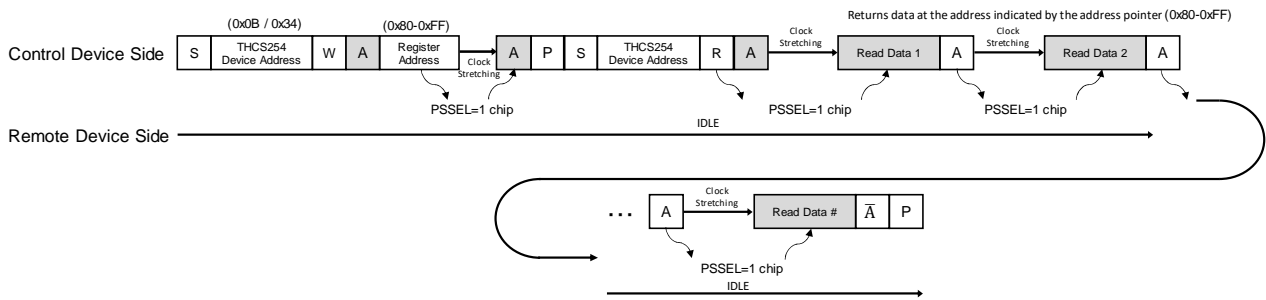 (0x0B / 0x34)
(0x80-0xFF)
Returns data at the address indicated by the address pointer (0x80-0xFF)
Control Device Side
S
THCS254
Device Address
W
A
Register
Address
Clock
Stretching
A
P
S
THCS254
Device Address
R
A
Clock
Stretching
Read Data 1
A
Clock
Stretching
Read Data 2
A
PSSEL=1 chip
PSSEL=1 chip
PSSEL=1 chip
IDLE
Remote Device Side
...
A
Clock
Stretching
Read Data #
A̅
P
PSSEL=1 chip
IDLE